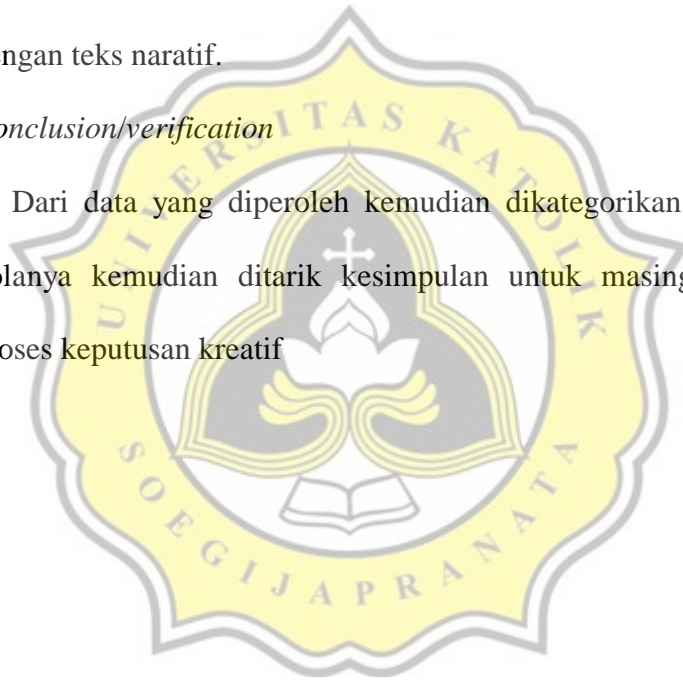 ngan teks naratif.
onclusion/verification
Dari data yang diperoleh kemudian dikategorikan
olanya kemudian ditarik kesimpulan untuk masing
oses keputusan kreatif
UNIVERSITAS KATOLIK
SOEGIJAPRANATA